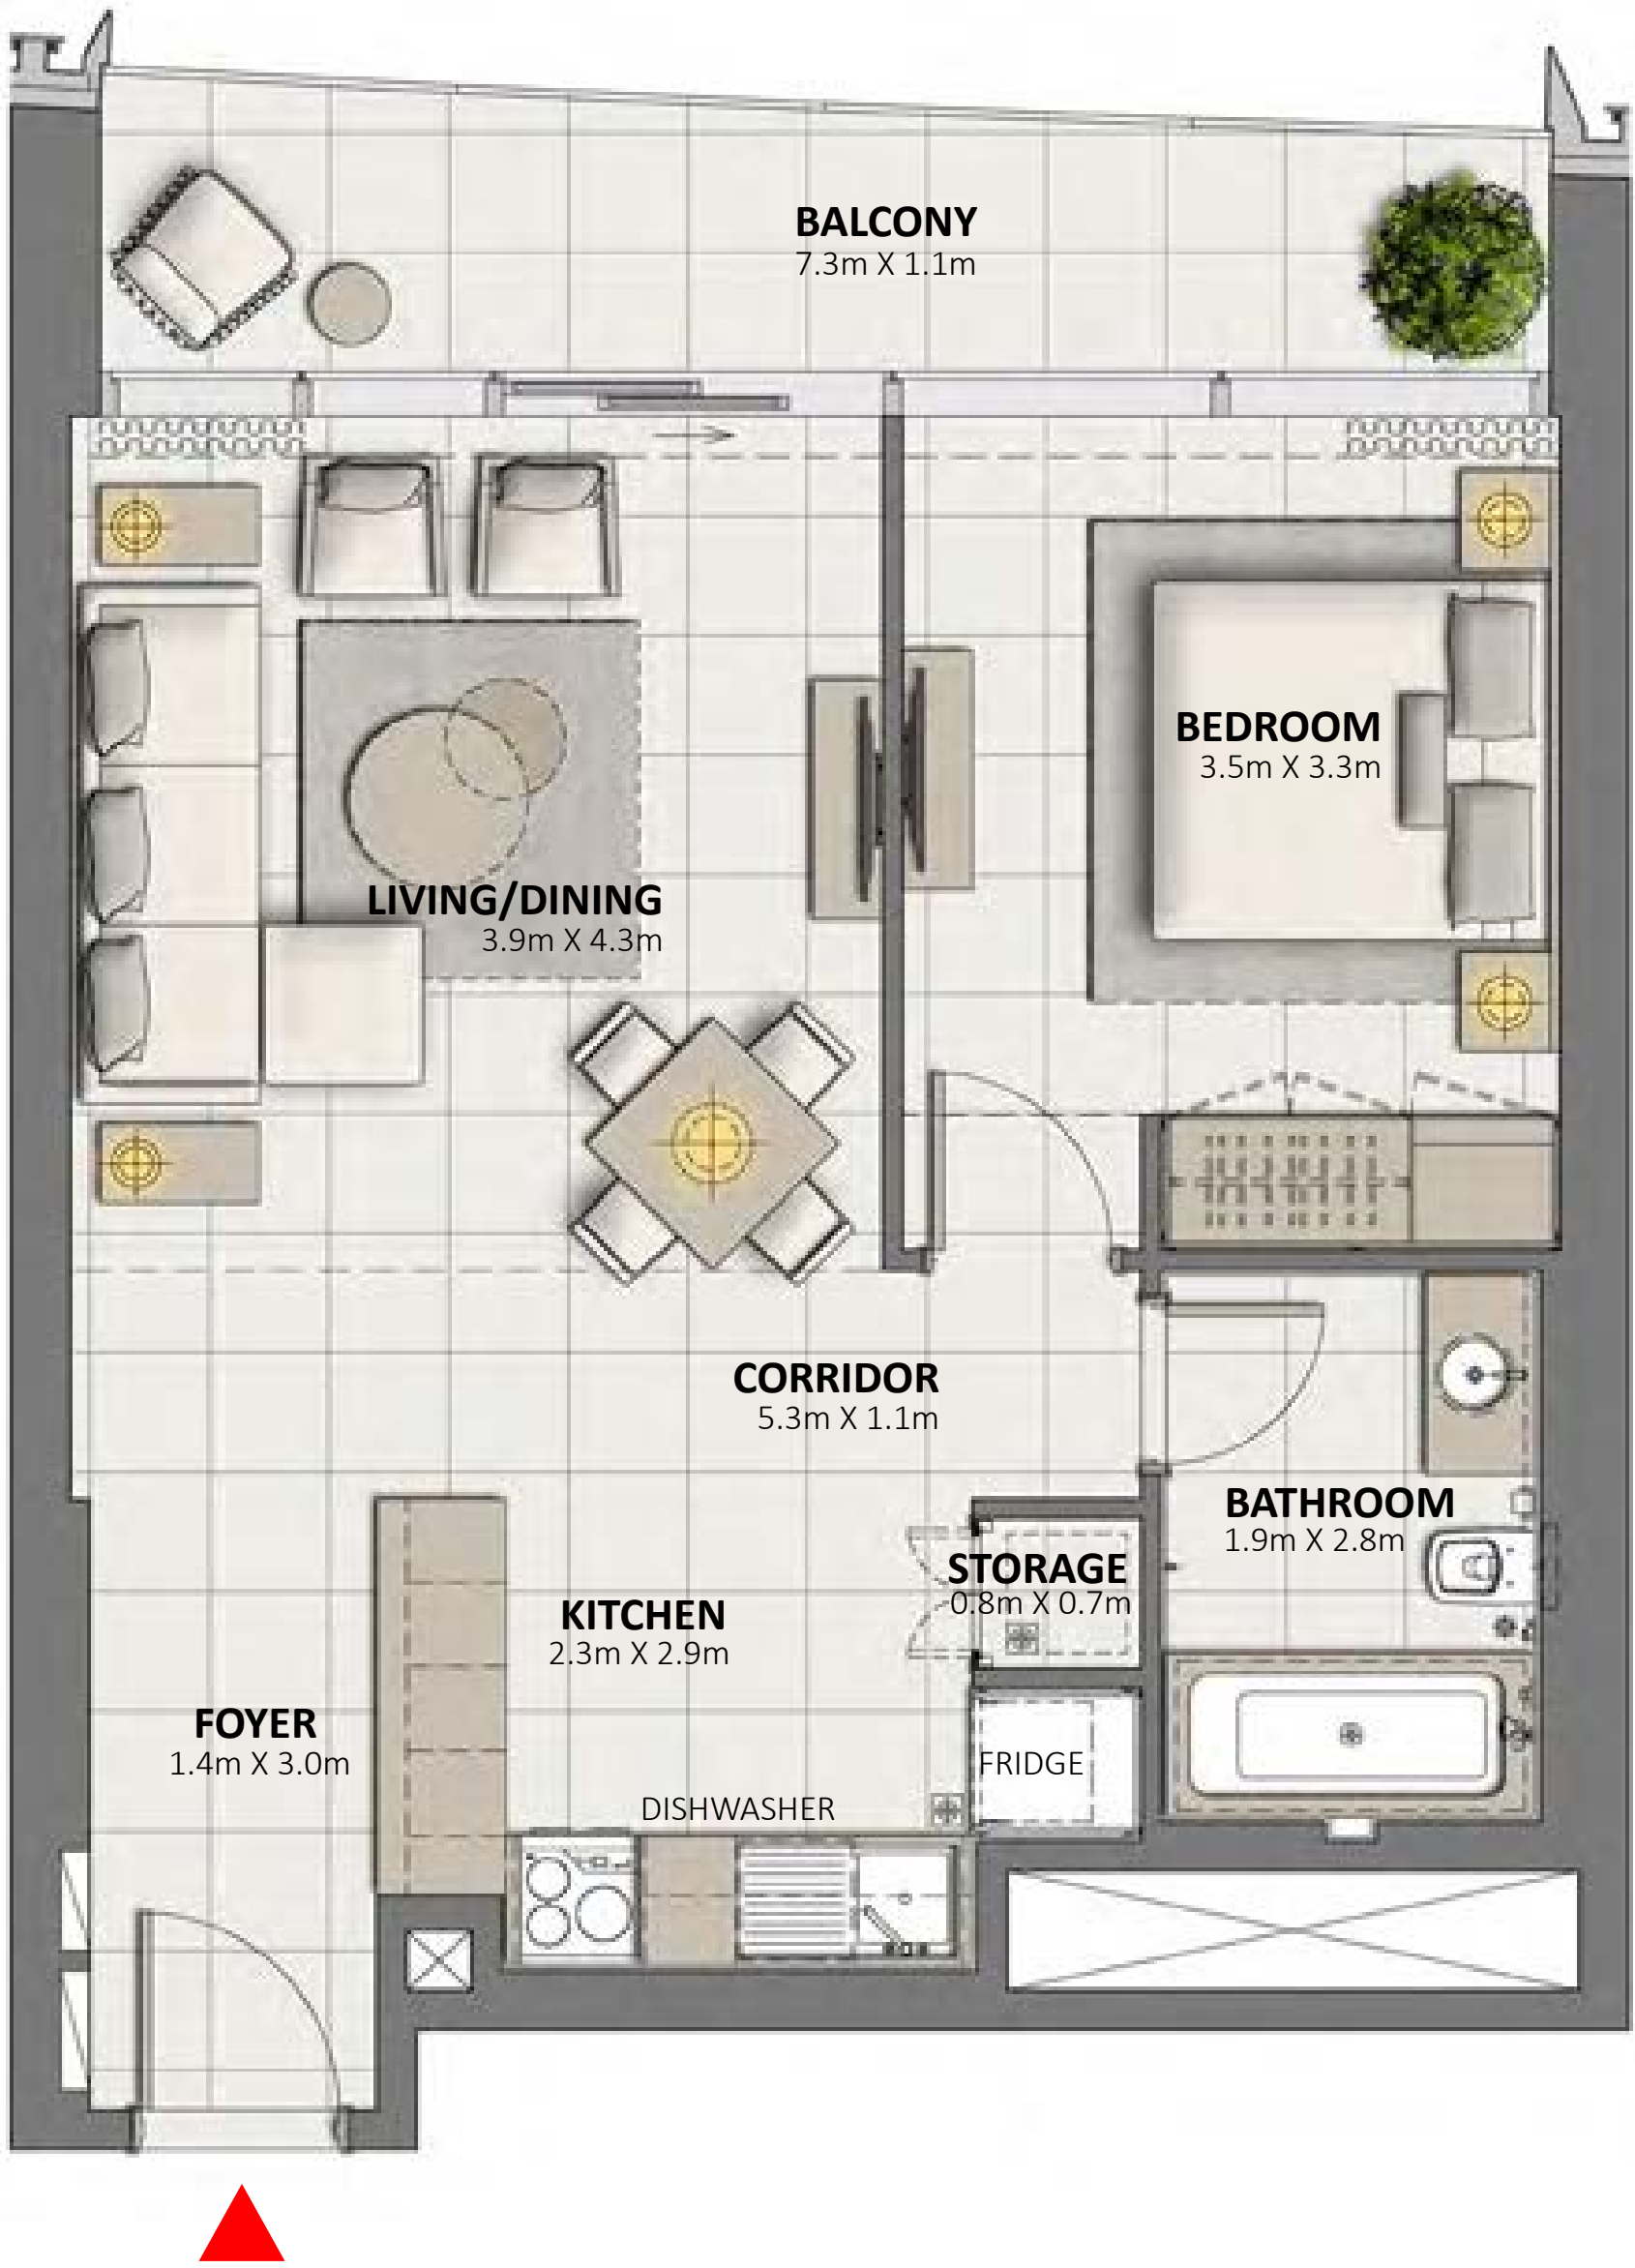 BALCONY
7.3m X 1.1m
BEDROOM
3.5m X 3.3m
LIVING/DINING
3.9m X 4.3m
CORRIDOR
5.3m X 1.1m
BATHROOM
1.9m X 2.8m
STORAGE
0.8m X 0.7m
KITCHEN
2.3m X 2.9m
FOYER
1.4m X 3.0m
FRIDGE
DISHWASHER